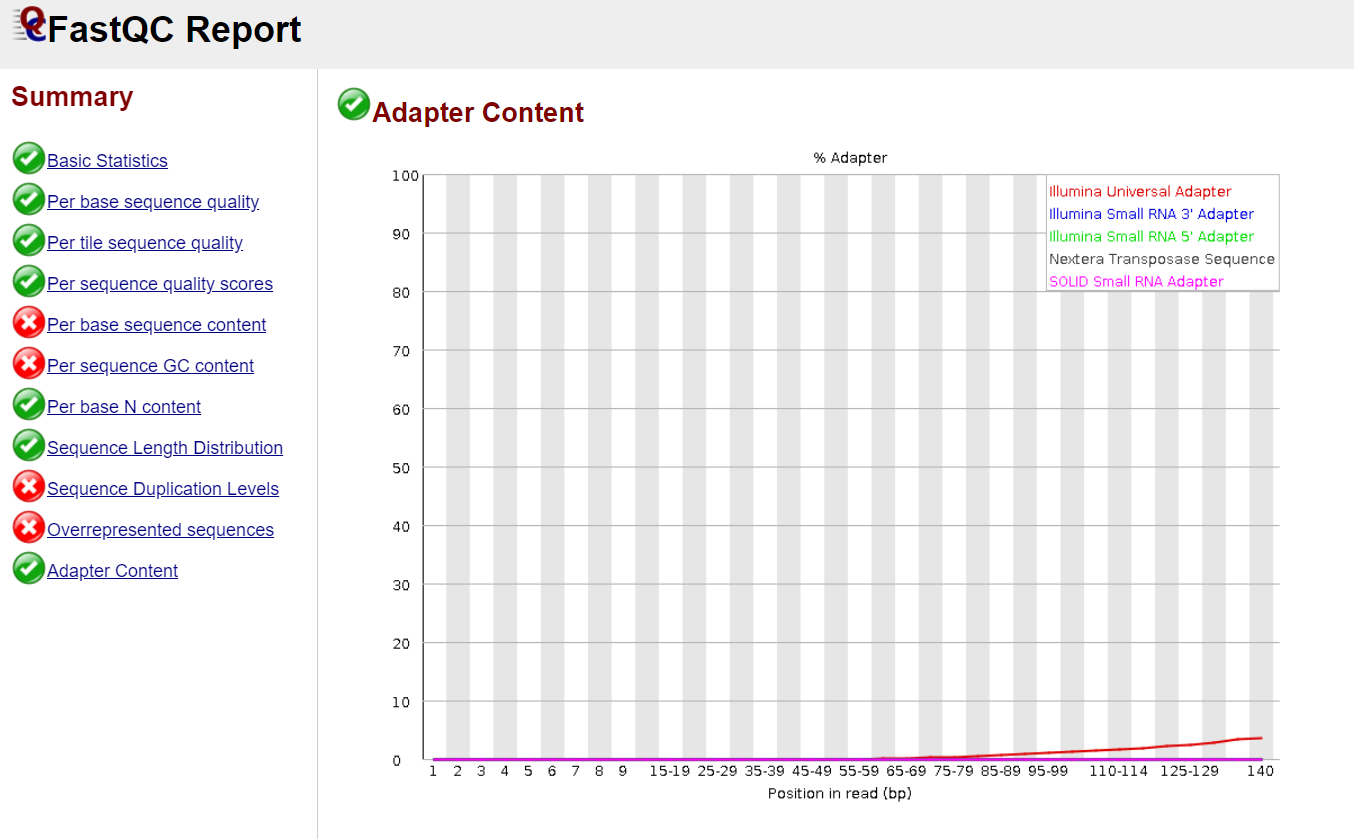 FastQC Report
Summary
Basic Statistics
Per base sequence quality
Per tile sequence quality
Per sequence quality scores
Per base sequence content
Per sequence GC content
Per base N content
Sequence Length Distribution
Sequence Duplication Levels
Overrepresented sequences
Adapter Content
Adapter Content
% Adapter
100
90
80
70
60
50
40
30
20
10
0
Illumina Universal Adapter
Illumina Small RNA 3' Adapter
Illumina Small RNA 5' Adapter
Nextera Transposase Sequence
SOLID Small RNA Adapter
1 2 3 4 5 6 7 8 9 15-19 25-29 35-39 45-49 55-59 65-69 75-79 85-89 95-99 110-114 125-129 140
Position in read (bp)